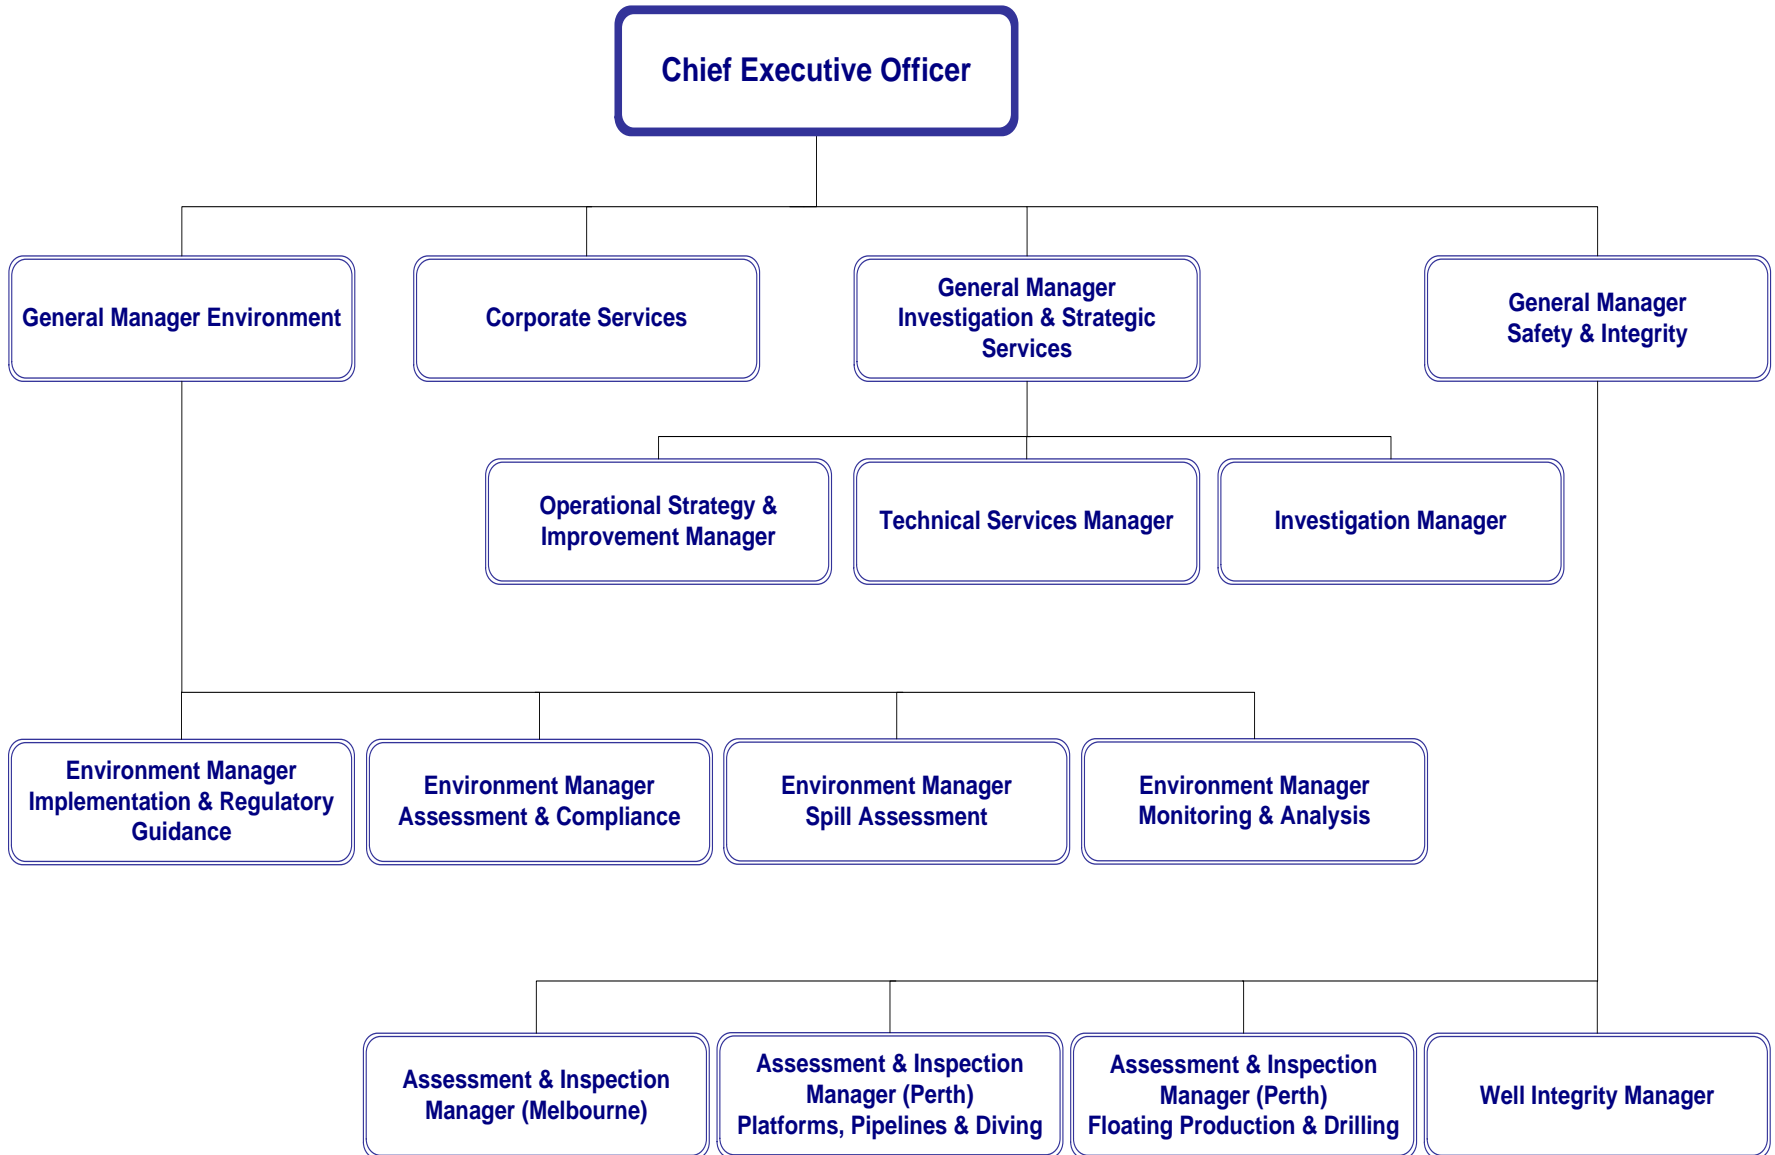 Chief Executive Officer
General Manager Environment
Corporate Services
General Manager
Investigation & Strategic
Services
General Manager
Safety & Integrity
Operational Strategy &
Improvement Manager
Technical Services Manager
Investigation Manager
Environment Manager
Implementation & Regulatory
Guidance
Environment Manager
Assessment & Compliance
Environment Manager
Spill Assessment
Environment Manager
Monitoring & Analysis
Assessment & Inspection
Manager (Melbourne)
Assessment & Inspection
Manager (Perth)
Platforms, Pipelines & Diving
Assessment & Inspection
Manager (Perth)
Floating Production & Drilling
Well Integrity Manager